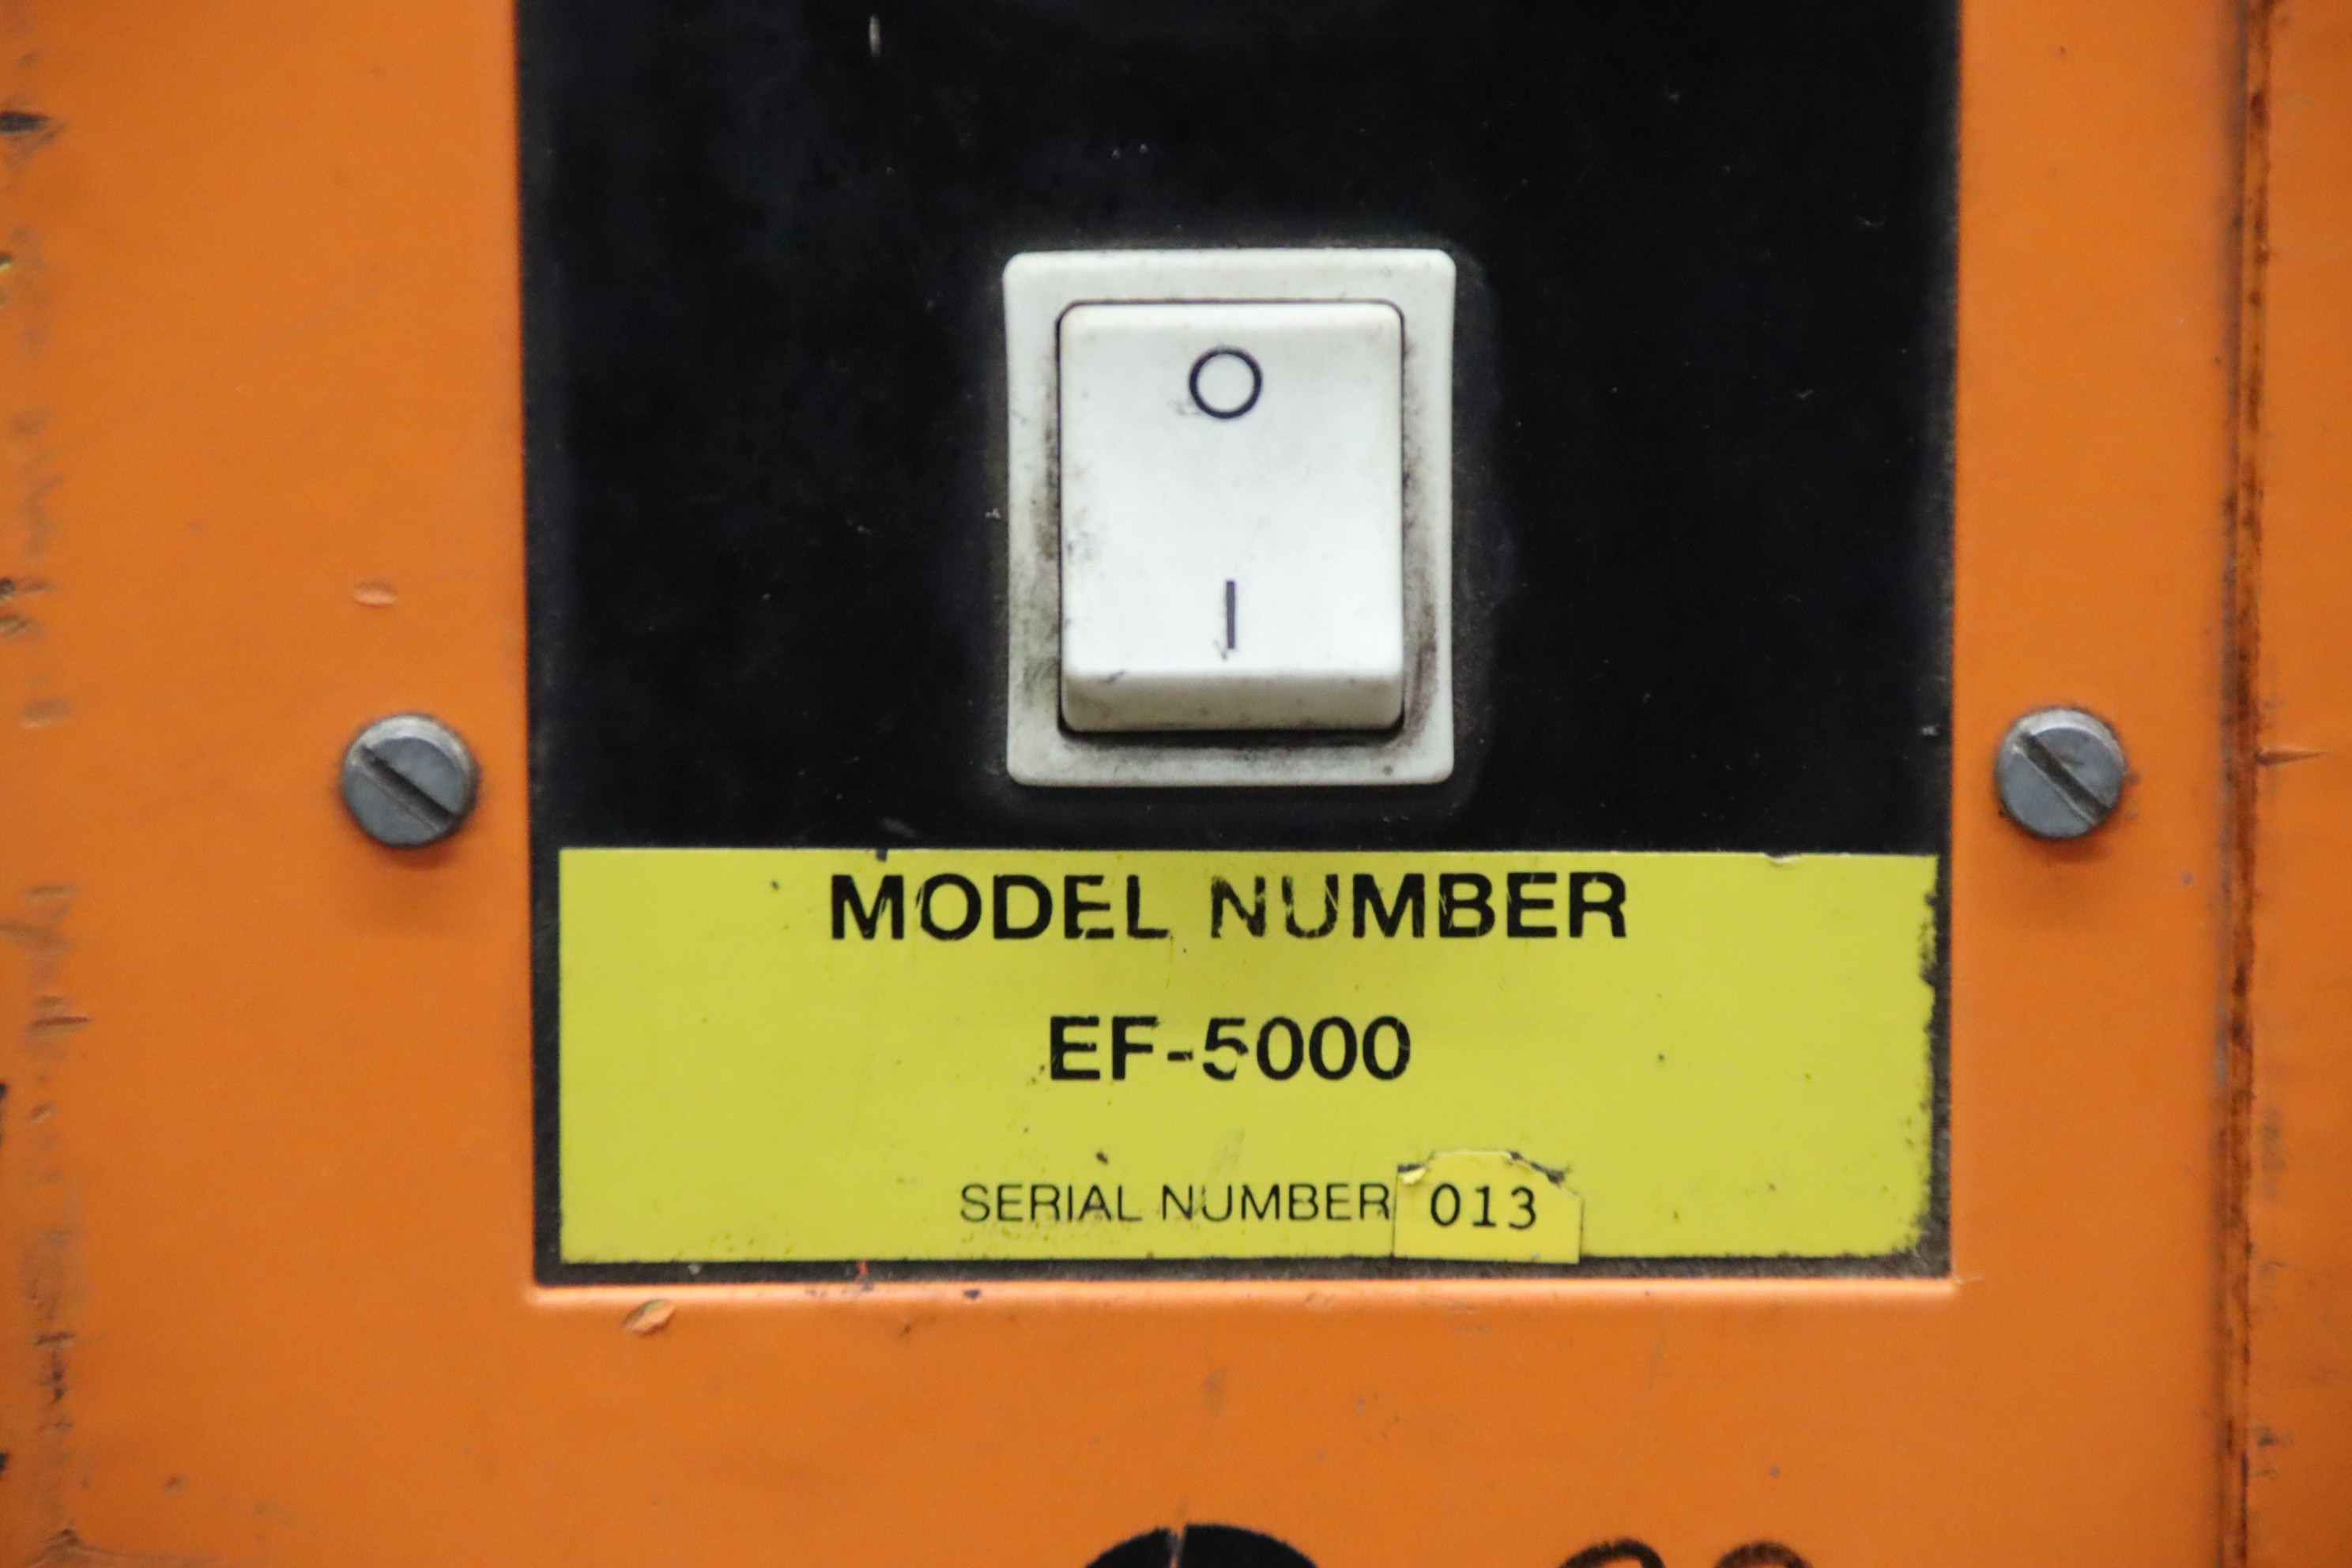 O
I
MODEL NUMBER
EF-5000
SERIAL NUMBER 013